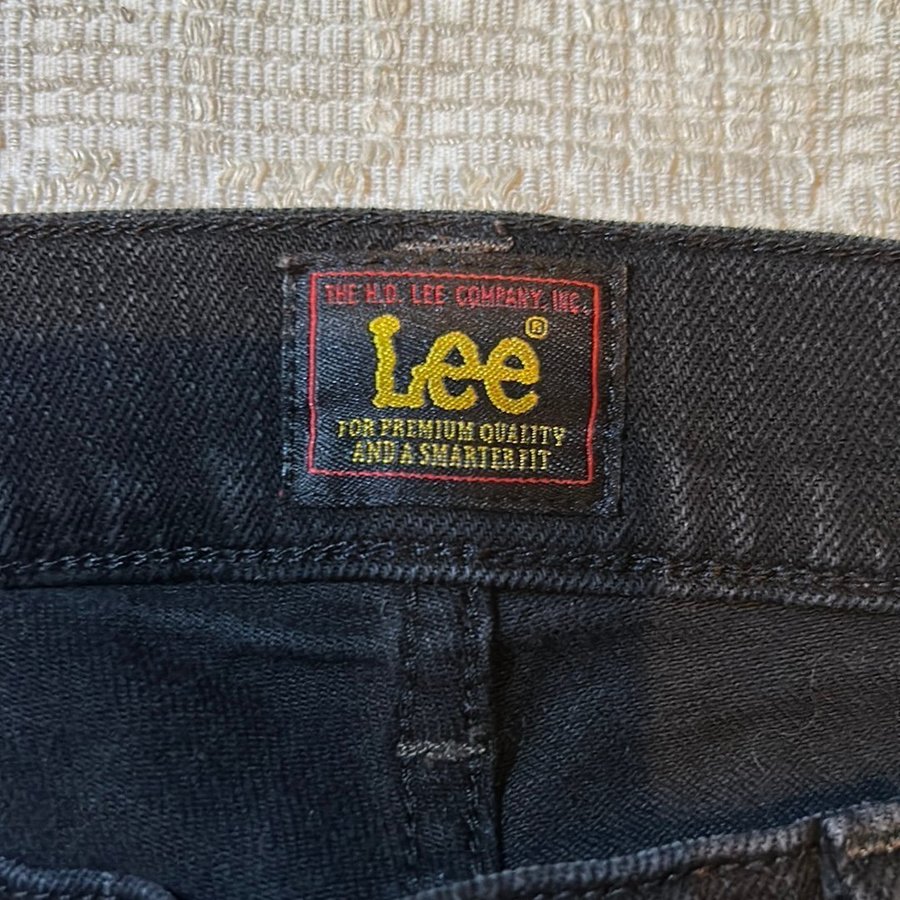 THE H.D. LEE COMPANY, INC.
Lee®
FOR PREMIUM QUALITY
AND A SMARTER FIT